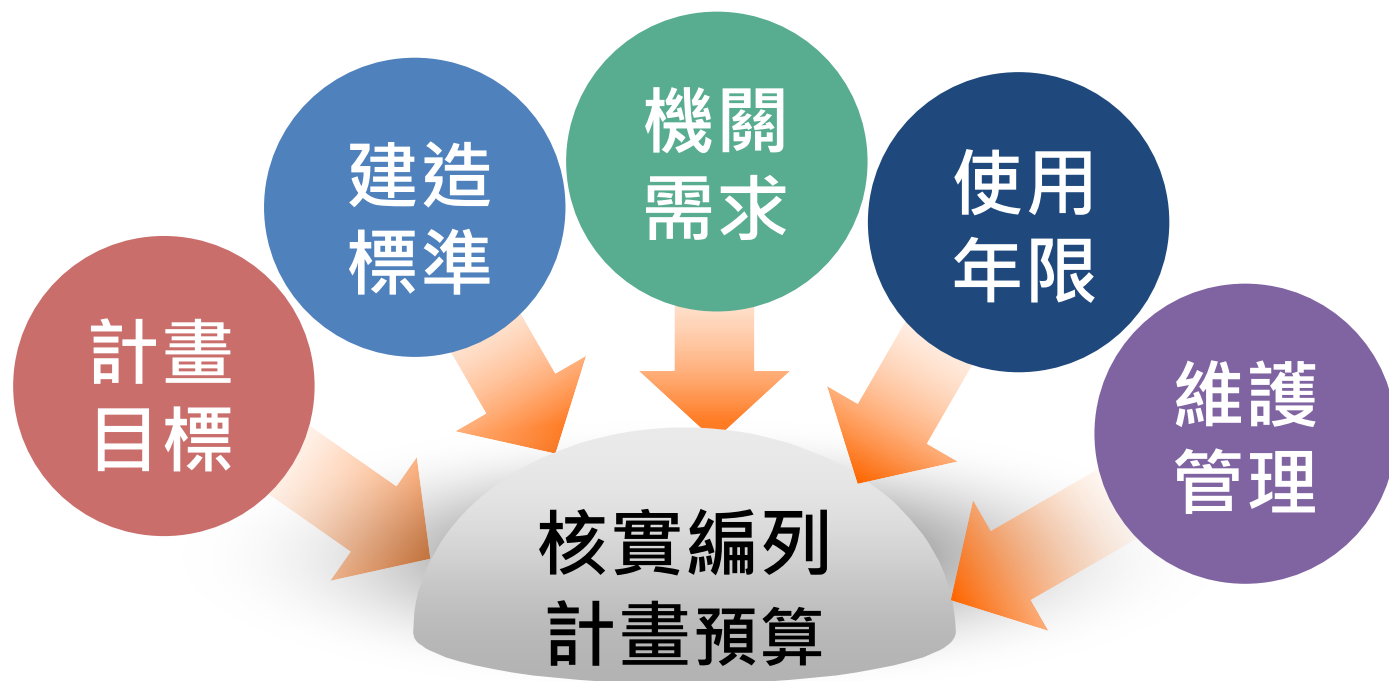 計畫
目標
建造
標準
機關
需求
使用
年限
維護
管理
核實編列
計畫預算